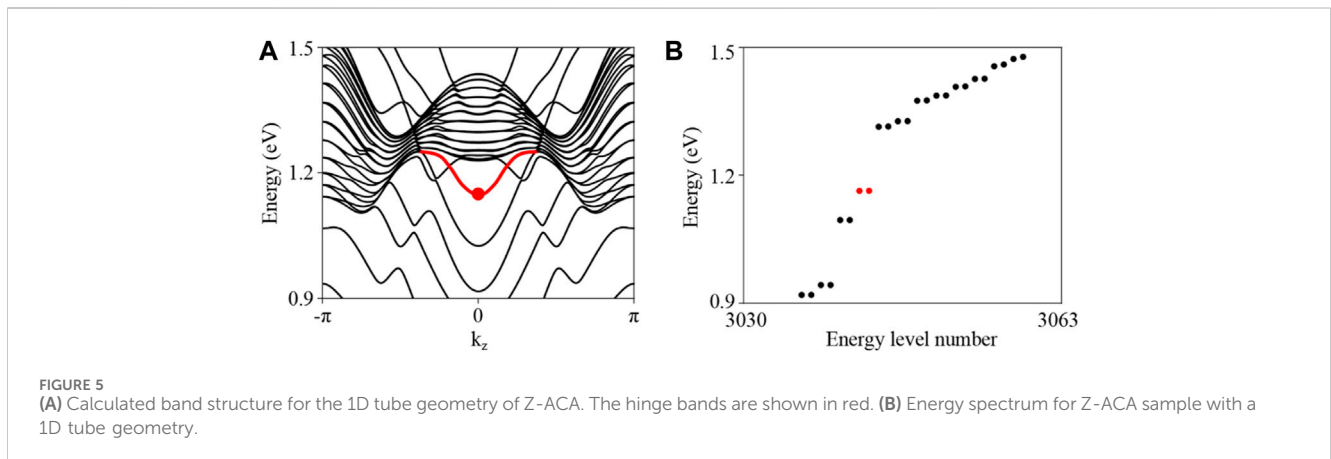 A
1.5
1.2
0.9
Energy (eV)
-π
0
π
k_z
B
1.5
1.2
0.9
Energy (eV)
3030
3063
Energy level number
FIGURE 5
(A) Calculated band structure for the 1D tube geometry of Z-ACA. The hinge bands are shown in red. (B) Energy spectrum for Z-ACA sample with a
1D tube geometry.